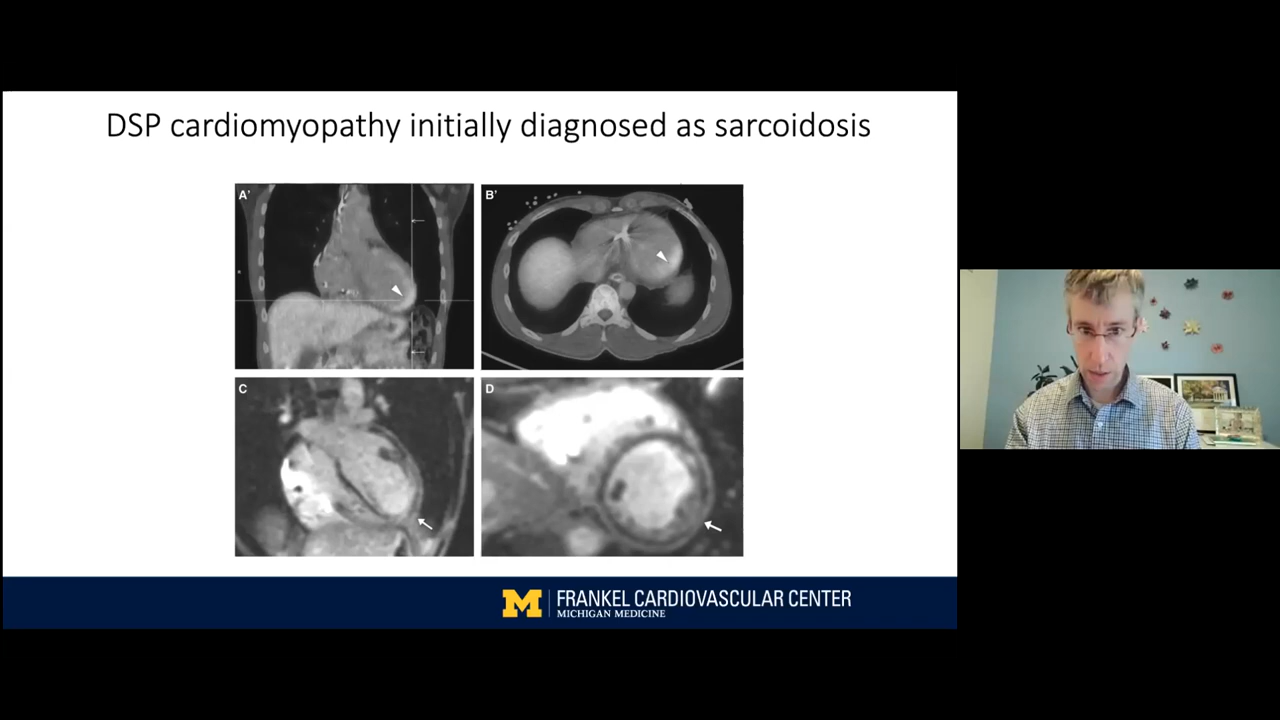 DSP cardiomyopathy initially diagnosed as sarcoidosis
A'
B'
C
D
M
FRANKEL CARDIOVASCULAR CENTER
MICHIGAN MEDICINE